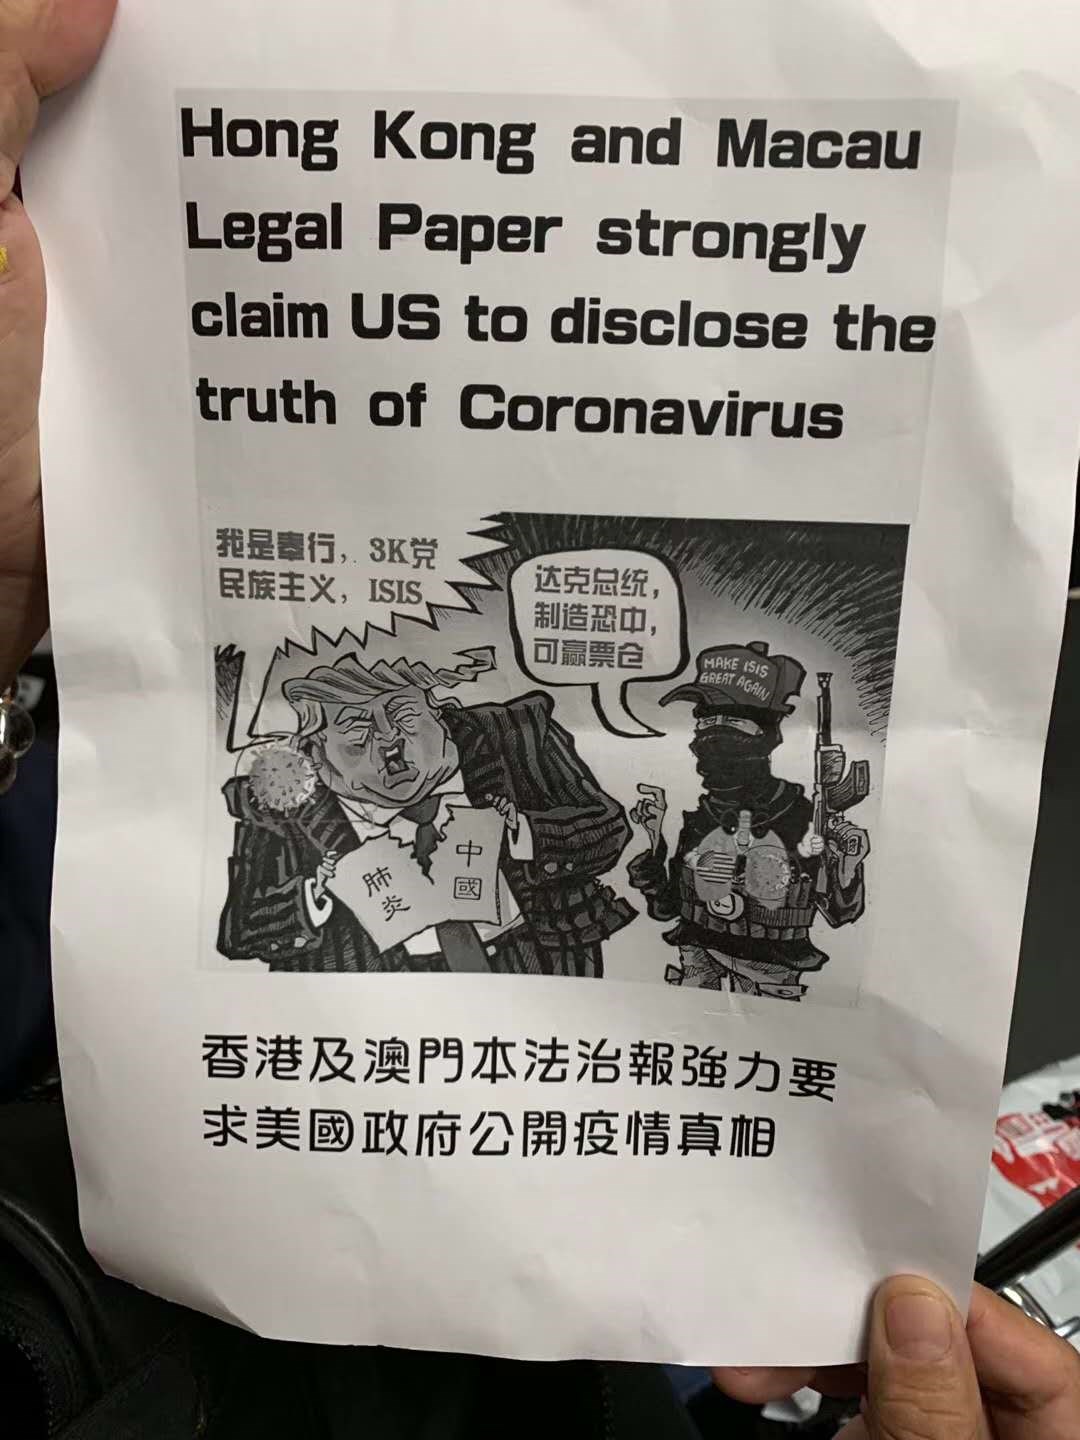 Hong Kong and Macau
Legal Paper strongly
claim US to disclose the
truth of Coronavirus
我是奉行，3K党
民族主义，ISIS
达克总统，
制造恐中，
可赢票仓
MAKE ISIS
GREAT AGAIN
肺炎
中國
香港及澳門本法治報強力要
求美國政府公開疫情真相